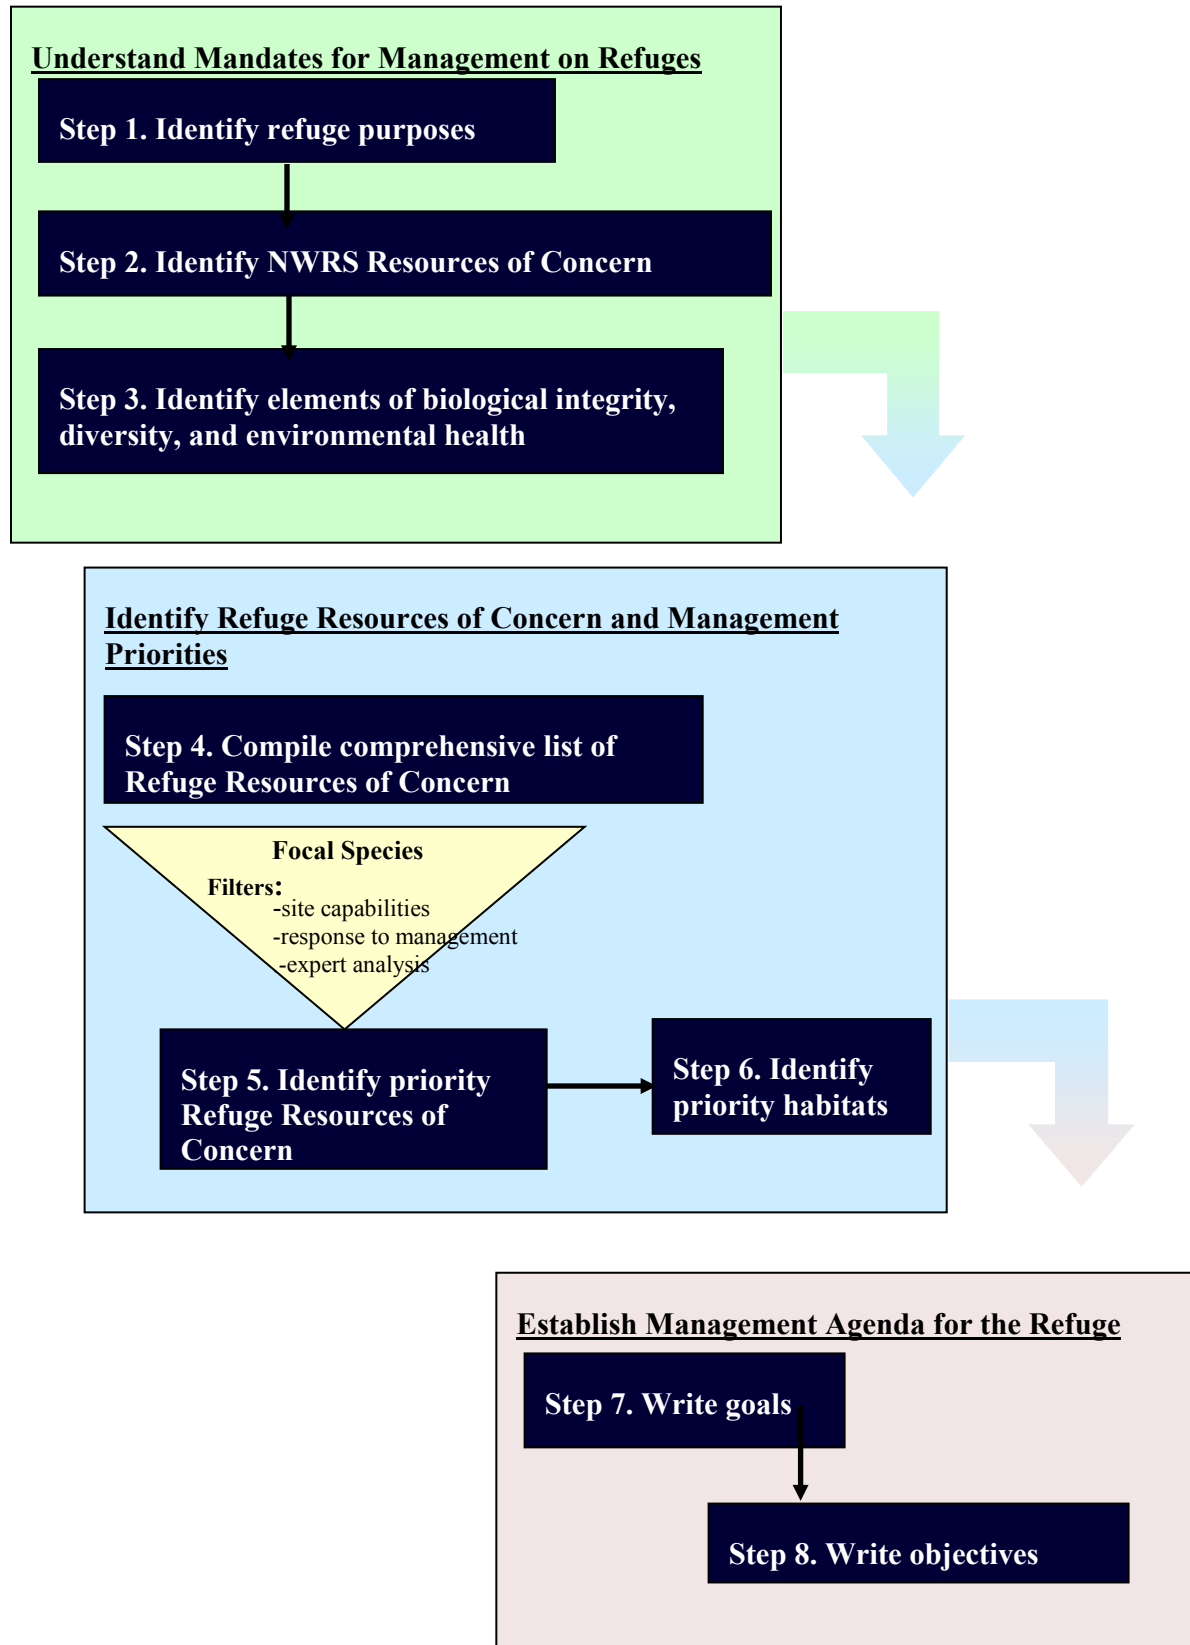 Understand Mandates for Management on Refuges
Step 1. Identify refuge purposes
Step 2. Identify NWRS Resources of Concern
Step 3. Identify elements of biological integrity,
diversity, and environmental health
Identify Refuge Resources of Concern and Management
Priorities
Step 4. Compile comprehensive list of
Refuge Resources of Concern
Focal Species
Filters:
-site capabilities
-response to management
.-expert analysis
Step 5. Identify priority
Refuge Resources of
Concern
Step 6. Identify
priority habitats
Establish Management Agenda for the Refuge
Step 7. Write goals
Step 8. Write objectives